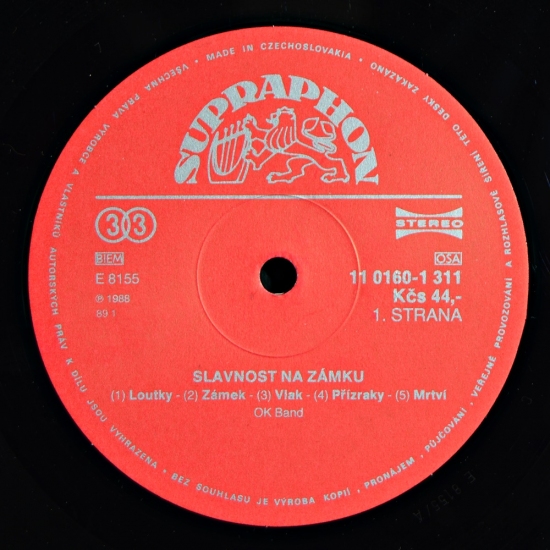 VŠECHNA PRÁVA VÝROBCE A VLASTNÍKŮ AUTORSKÝCH PRÁV K DÍLU JSOU VYHRAZENA • BEZ SOUHLASU JE VÝROBA KOPIÍ, PRONÁJEM, PŮJČOVÁNÍ, VEŘEJNÉ PROVOZOVÁNÍ A ROZHLASOVÉ ŠÍŘENÍ TÉTO DESKY ZAKÁZÁNO • MADE IN CZECHOSLOVAKIA •
SUPRAPHON
33
STEREO
BIEM
OSA
E 8155
11 0160-1 311
℗ 1988
Kčs 44,-
89.1
1. STRANA
SLAVNOST NA ZÁMKU
(1) Loutky - (2) Zámek - (3) Vlak - (4) Přízraky - (5) Mrtví
OK Band